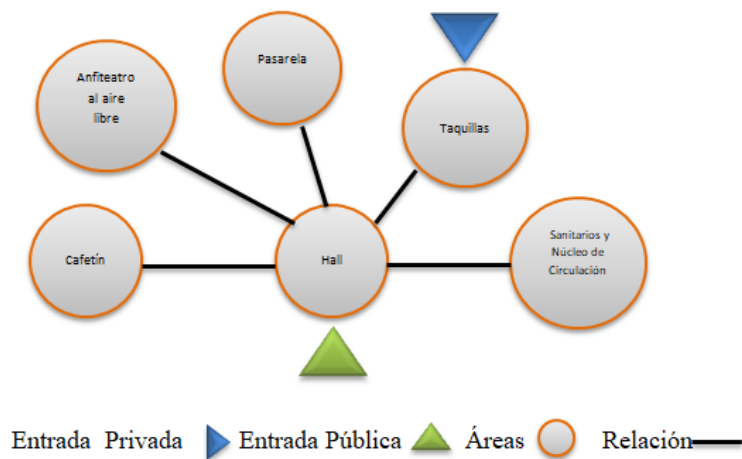 Anfiteatro
al aire
libre
Pasarela
Taquillas
Cafetín
Hall
Sanitarios y
Núcleo de
Circulación
Entrada Privada Entrada Pública Áreas Relación